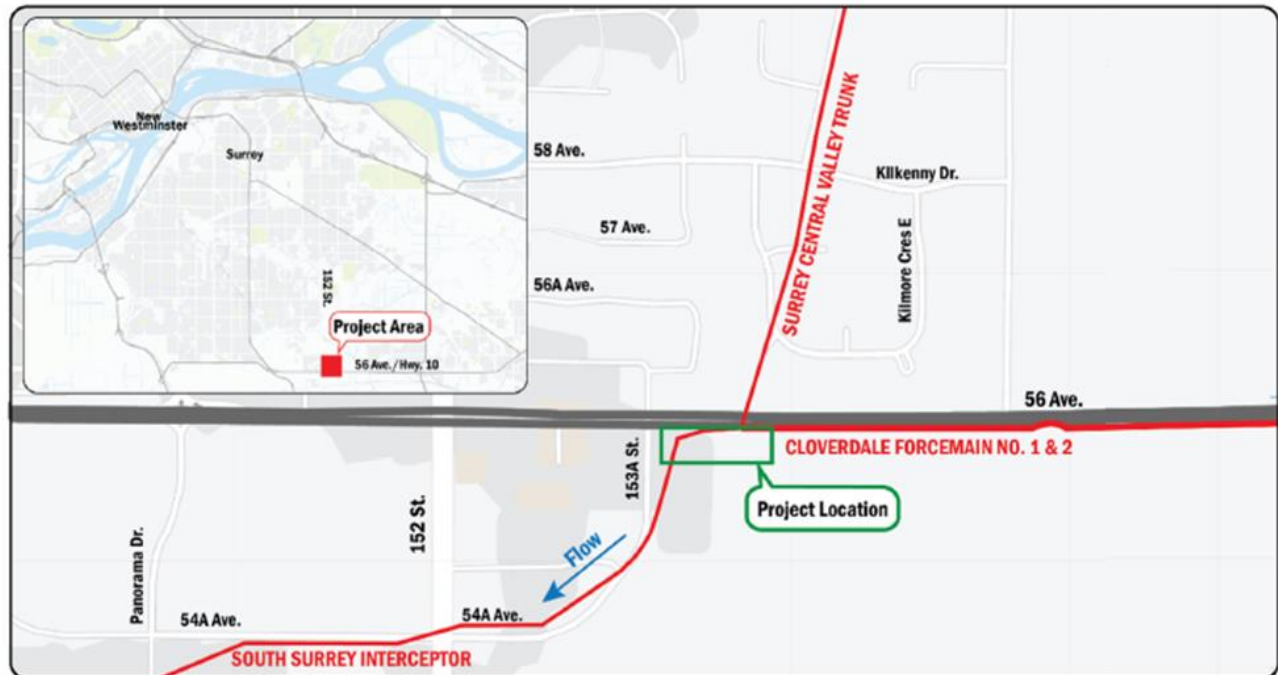 New
Westminster
Surrey
152 St.
Project Area
56 Ave./Hwy. 10
58 Ave.
57 Ave.
56A Ave.
SURREY CENTRAL VALLEY TRUNK
Kilkenny Dr.
Kilmore Cres E
56 Ave.
CLOVERDALE FORCEMAIN NO. 1 & 2
Project Location
153A St.
152 St.
Flow
Panorama Dr.
54A Ave.
54A Ave.
SOUTH SURREY INTERCEPTOR